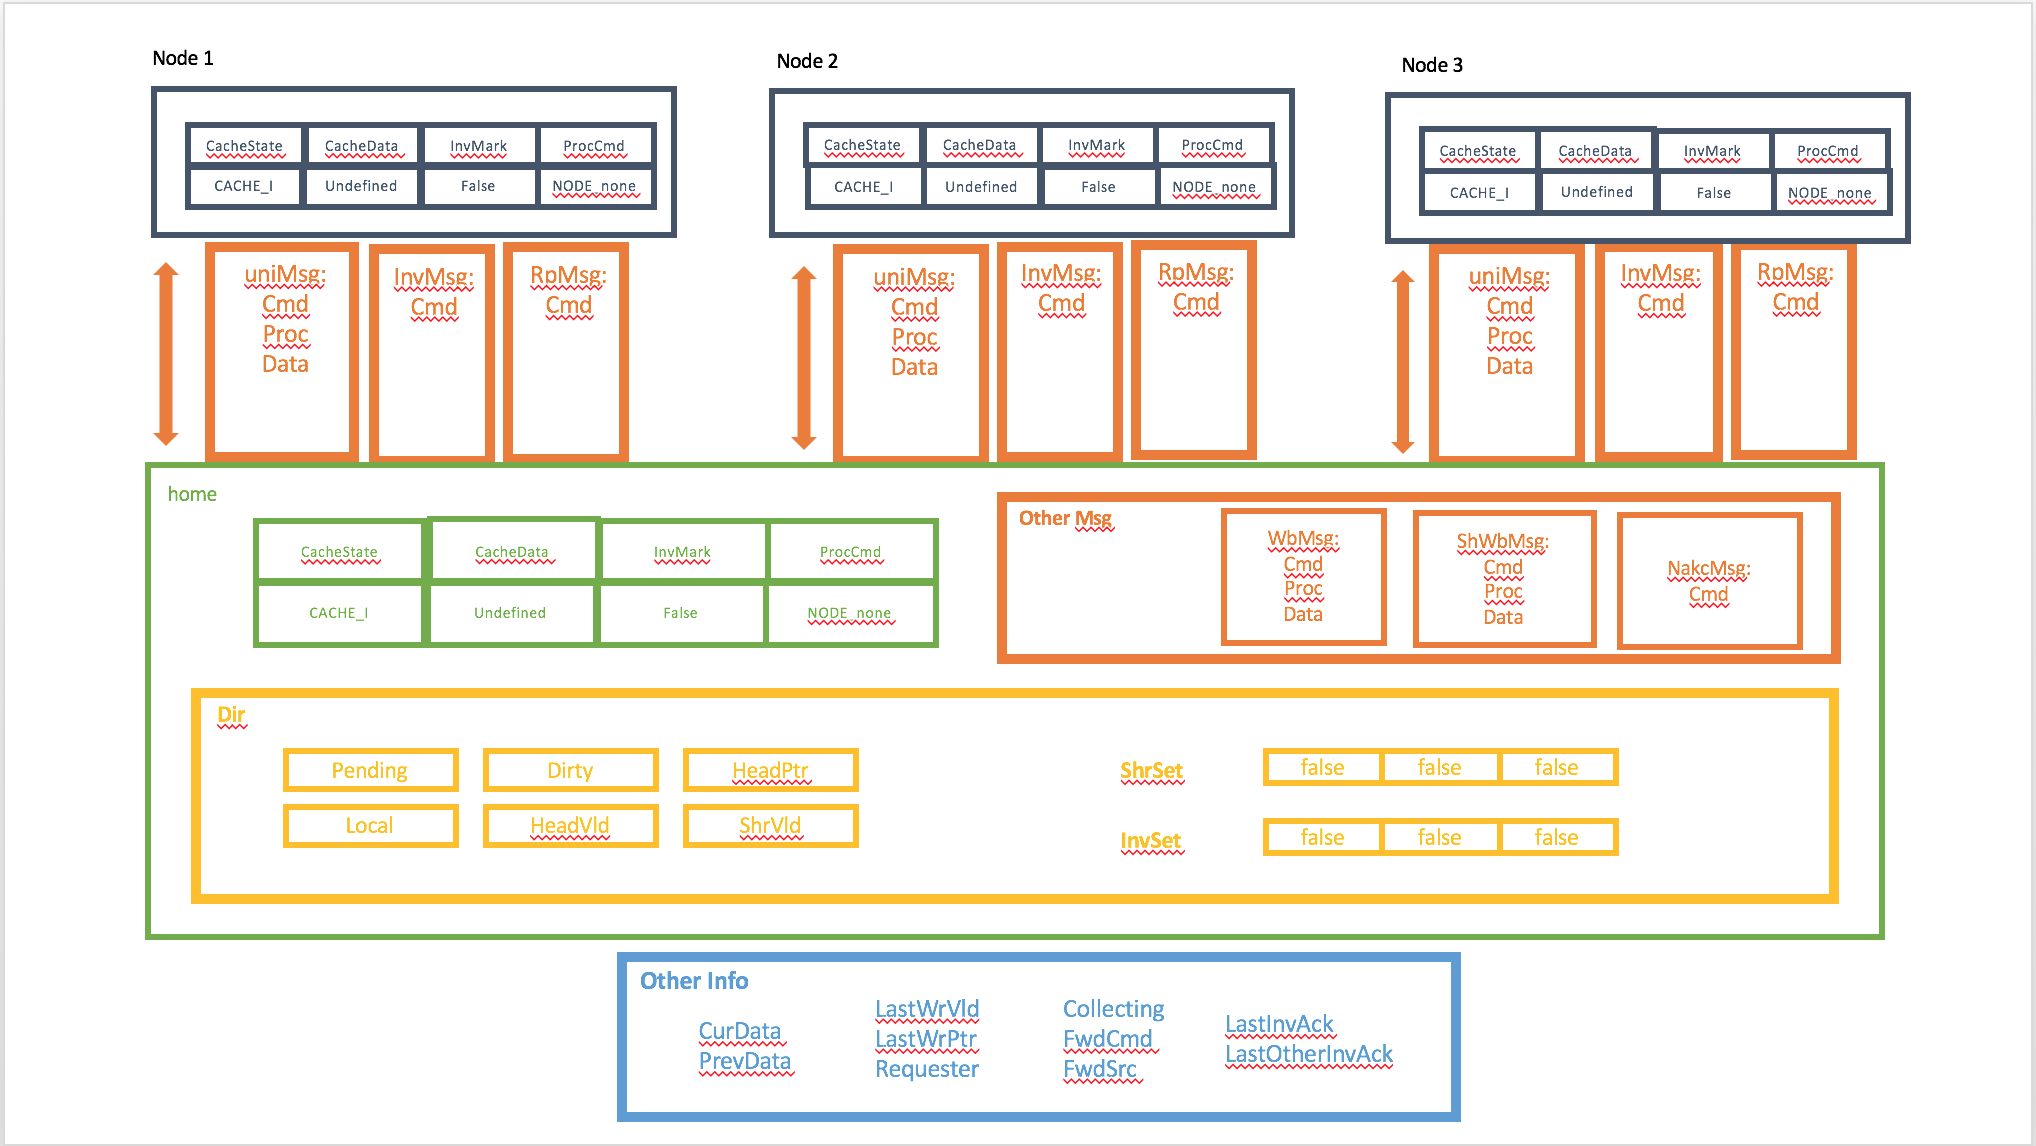 Node 1
Node 2
Node 3
CacheState CacheData InvMark ProcCmd
CACHE_I Undefined False NODE_none
CacheState CacheData InvMark ProcCmd
CACHE_I Undefined False NODE_none
CacheState CacheData InvMark ProcCmd
CACHE_I Undefined False NODE_none
uniMsg:
Cmd
Proc
Data
InvMsg:
Cmd
RpMsg:
Cmd
uniMsg:
Cmd
Proc
Data
InvMsg:
Cmd
RpMsg:
Cmd
uniMsg:
Cmd
Proc
Data
InvMsg:
Cmd
RpMsg:
Cmd
home
CacheState CacheData InvMark ProcCmd
CACHE_I Undefined False NODE_none
Other Msg
WbMsg:
Cmd
Proc
Data
ShWbMsg:
Cmd
Proc
Data
NakcMsg:
Cmd
Dir
Pending Dirty HeadPtr
Local HeadVld ShrVld
ShrSet false false false
InvSet false false false
Other Info
CurData
PrevData
LastWrVld
LastWrPtr
Requester
Collecting
FwdCmd
FwdSrc
LastInvAck
LastOtherInvAck